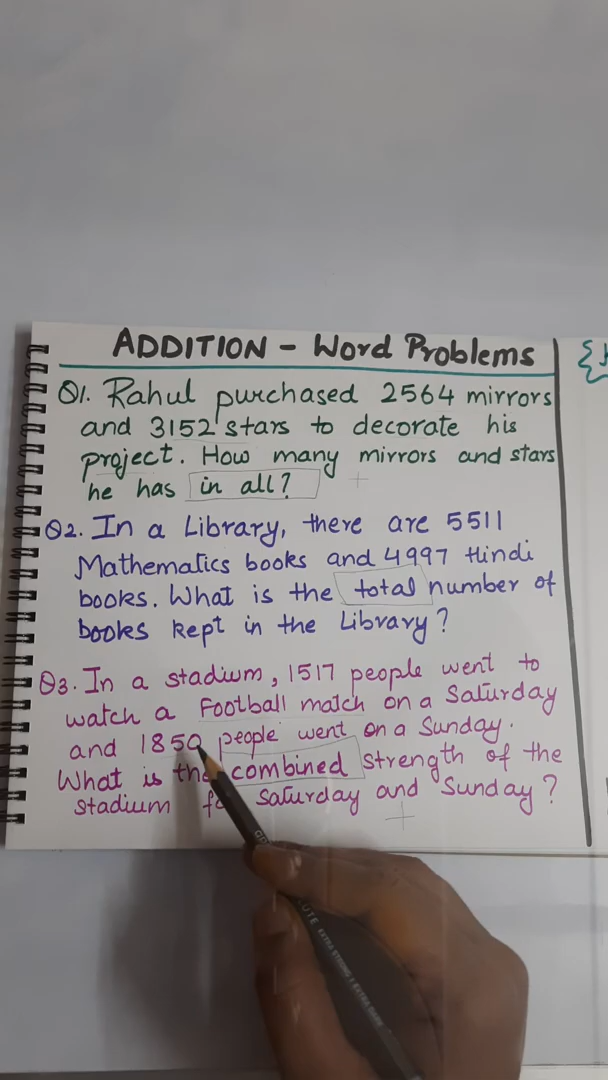 ADDITION - Word Problems
Q1. Rahul purchased 2564 mirrors
and 3152 stars to decorate his
project. How many mirrors and stars
he has in all?
Q2. In a Library, there are 5511
Mathematics books and 4997 Hindi
books. What is the total number of
books kept in the Library?
Q3. In a stadium, 1517 people went to
watch a Football match on a Saturday
and 1850 people went on a Sunday.
What is the combined strength of the
stadium Saturday and Sunday?
EXTRA STRONG | EXTRA DARK